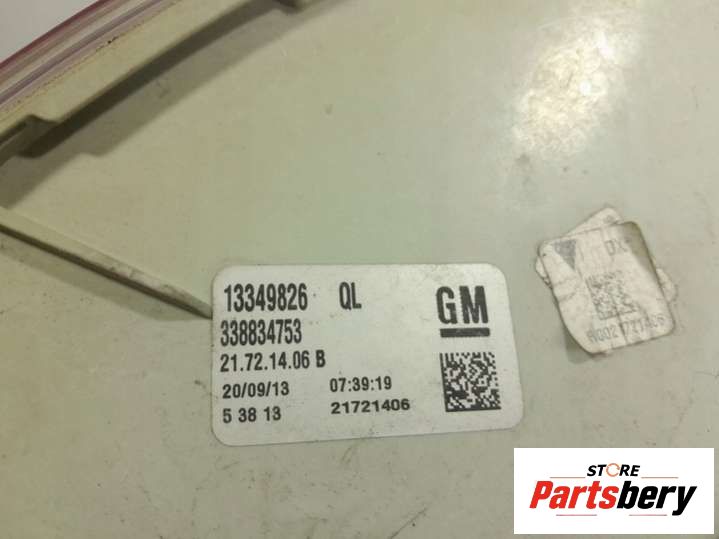 13349826 QL
GM
338834753
21.72.14.06 B
20/09/13 07:39:19
5 38 13 21721406
STORE
Partsbery